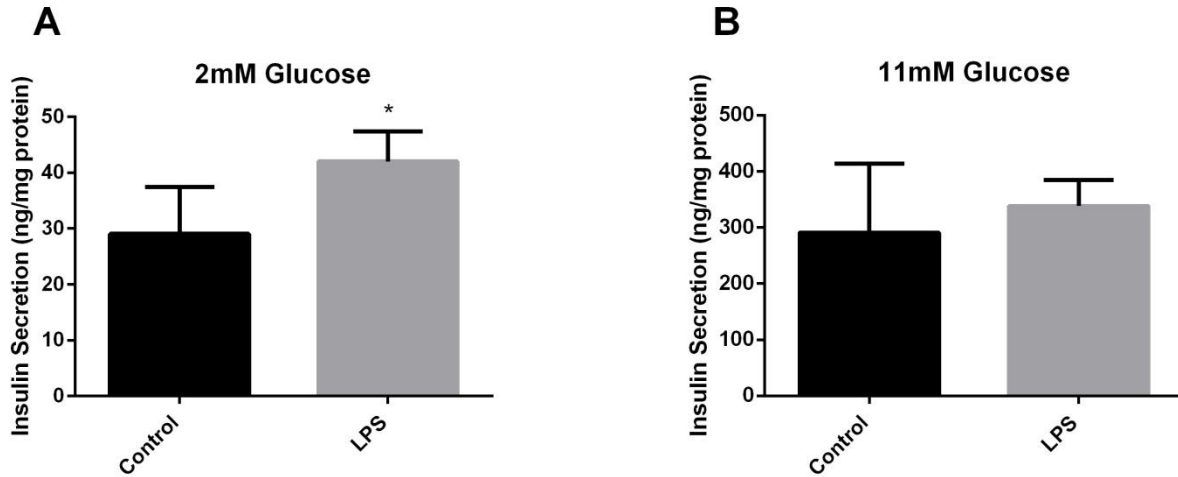 A
2mM Glucose
Insulin Secretion (ng/mg protein)
50
40
30
20
10
0
*
Control
LPS
B
11mM Glucose
Insulin Secretion (ng/mg protein)
500
400
300
200
100
0
Control
LPS